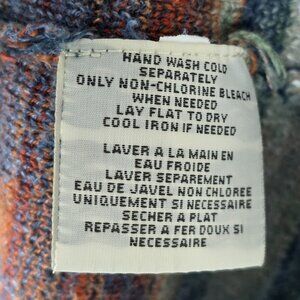 HAND WASH COLD
SEPARATELY
ONLY NON-CHLORINE BLEACH
WHEN NEEDED
LAY FLAT TO DRY
COOL IRON IF NEEDED
LAVER A LA MAIN EN
EAU FROIDE
LAVER SEPAREMENT
EAU DE JAVEL NON CHLOREE
UNIQUEMENT SI NECESSAIRE
SECHER A PLAT
REPASSER A FER DOUX SI
NECESSAIRE